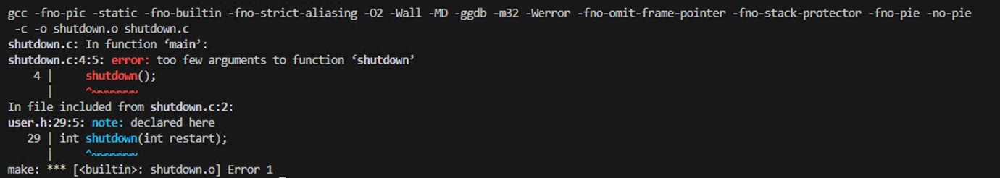 gcc -fno-pic -static -fno-builtin -fno-strict-aliasing -O2 -Wall -MD -ggdb -m32 -Werror -fno-omit-frame-pointer -fno-stack-protector -fno-pie -no-pie
 -c -o shutdown.o shutdown.c
shutdown.c: In function ‘main’:
shutdown.c:4:5: error: too few arguments to function ‘shutdown’
    4 |     shutdown();
      |     ^~~~~~~~
In file included from shutdown.c:2:
user.h:29:5: note: declared here
   29 | int shutdown(int restart);
      |     ^~~~~~~~
make: *** [<builtin>: shutdown.o] Error 1